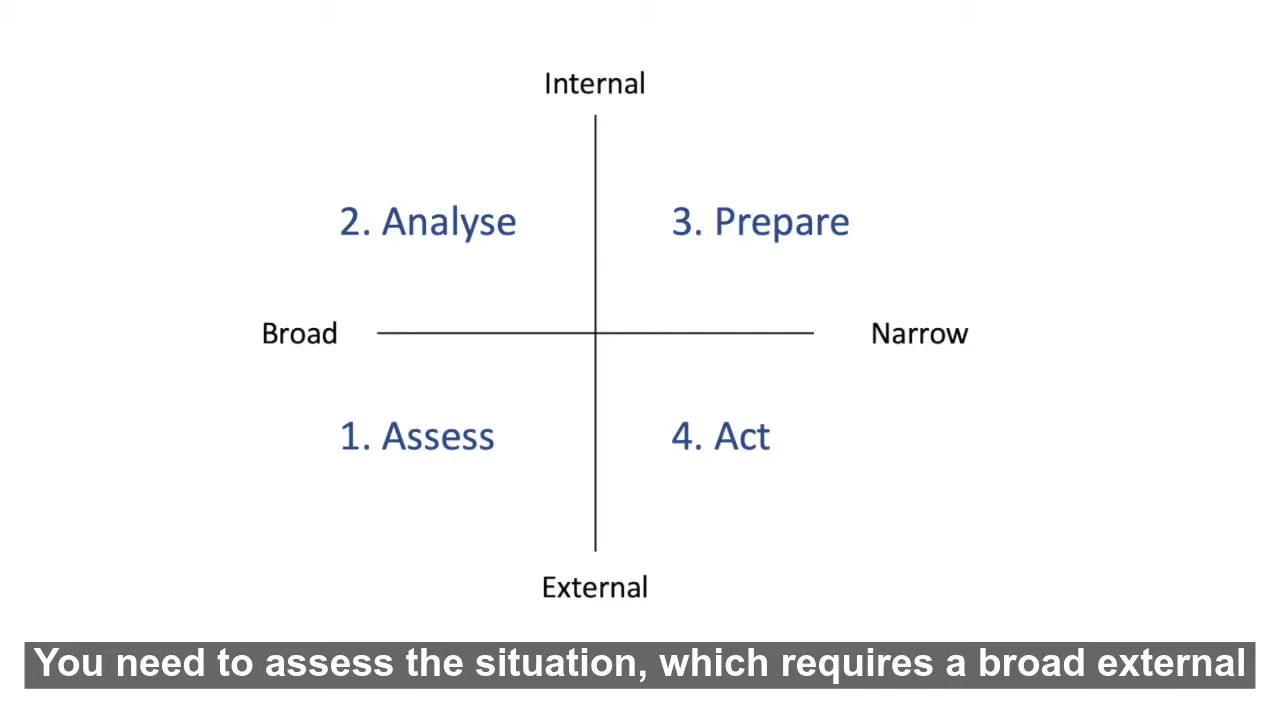 Internal
2. Analyse
3. Prepare
Broad
Narrow
1. Assess
4. Act
External
You need to assess the situation, which requires a broad external